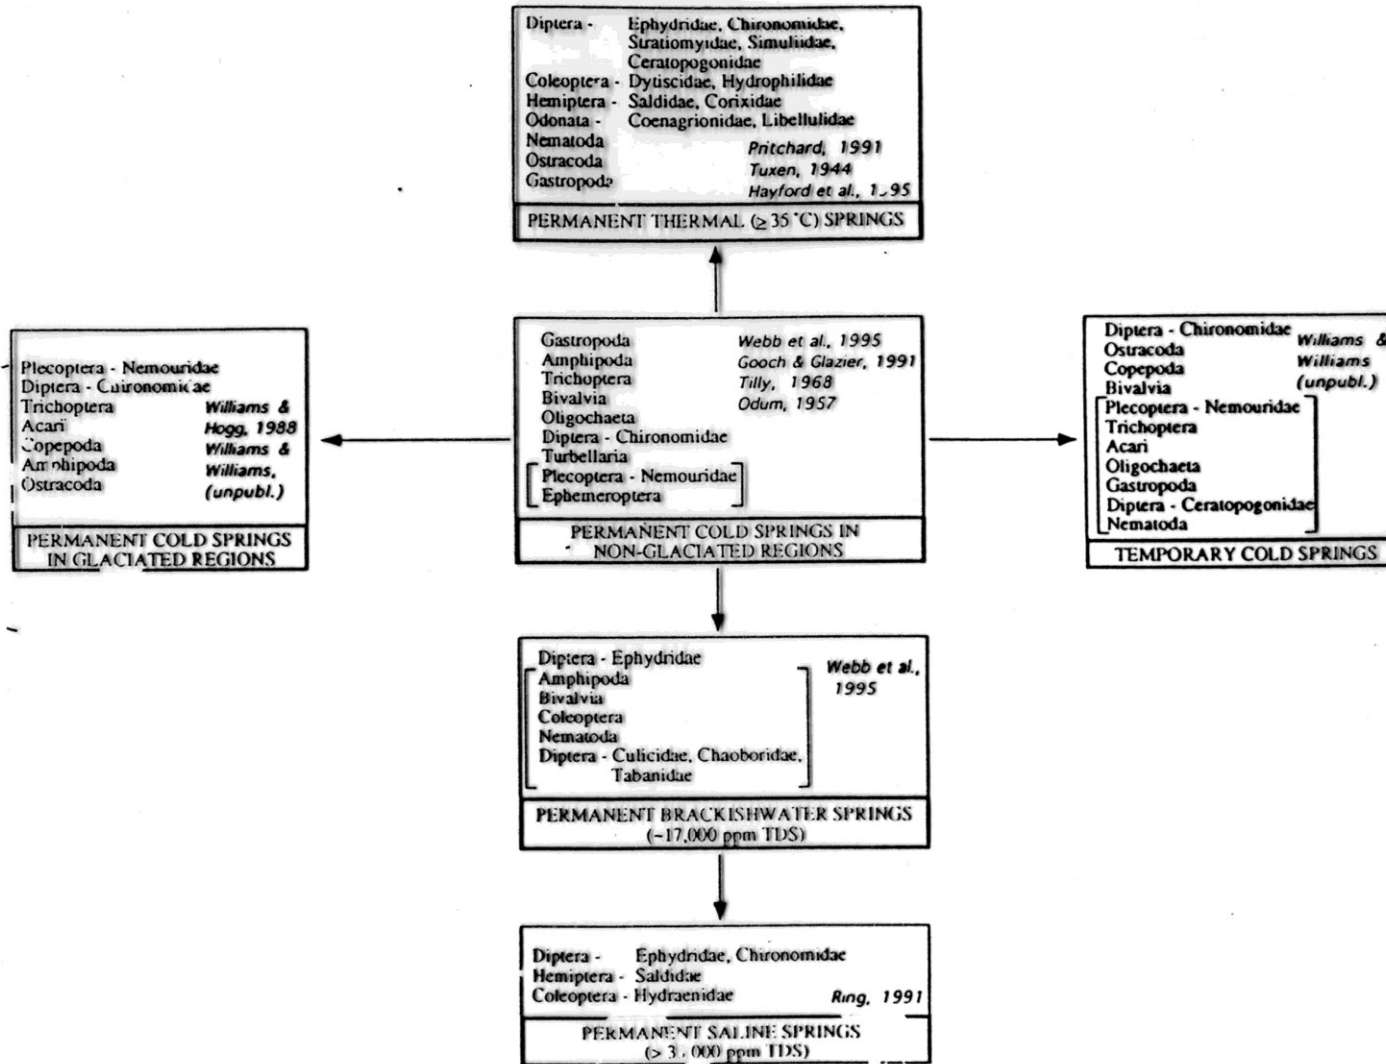 Diptera - Ephydridae, Chironomidae,
Stratiomyidae, Simuliidae,
Ceratopogonidae
Coleoptera - Dytiscidae, Hydrophilidae
Hemiptera - Saldidae, Corixidae
Odonata - Coenagrionidae, Libellulidae
Nematoda
Ostracoda
Gastropoda
Pritchard, 1991
Tuxen, 1944
Hayford et al.,
PERMANENT THERMAL (≥ 35 °C) SPRINGS
Plecoptera - Nemouridae
Diptera - Chironomidae
Trichoptera
Acari
Copepoda
Amphipoda
Ostracoda
Williams &
Hogg, 1988
Williams &
Williams,
(unpubl.)
PERMANENT COLD SPRINGS
IN GLACIATED REGIONS
Gastropoda
Amphipoda
Trichoptera
Bivalvia
Oligochaeta
Diptera - Chironomidae
Turbellaria
[Plecoptera - Nemouridae
Ephemeroptera]
Webb et al., 1995
Gooch & Glazier, 1991
Tilly, 1968
Odum, 1957
PERMANENT COLD SPRINGS IN
NON-GLACIATED REGIONS
Diptera - Chironomidae
Ostracoda
Copepoda
Bivalvia
[Plecoptera - Nemouridae
Trichoptera
Acari
Oligochaeta
Gastropoda
Diptera - Ceratopogonidae
Nematoda]
Williams &
Williams
(unpubl.)
TEMPORARY COLD SPRINGS
Diptera - Ephydridae
[Amphipoda
Bivalvia
Coleoptera
Nematoda
Diptera - Culicidae, Chaoboridae,
Tabanidae]
Webb et al.,
1995
PERMANENT BRACKISHWATER SPRINGS
(~17,000 ppm TDS)
Diptera - Ephydridae, Chironomidae
Hemiptera - Saldidae
Coleoptera - Hydraenidae
Ring, 1991
PERMANENT SALINE SPRINGS
(> ppm TDS)